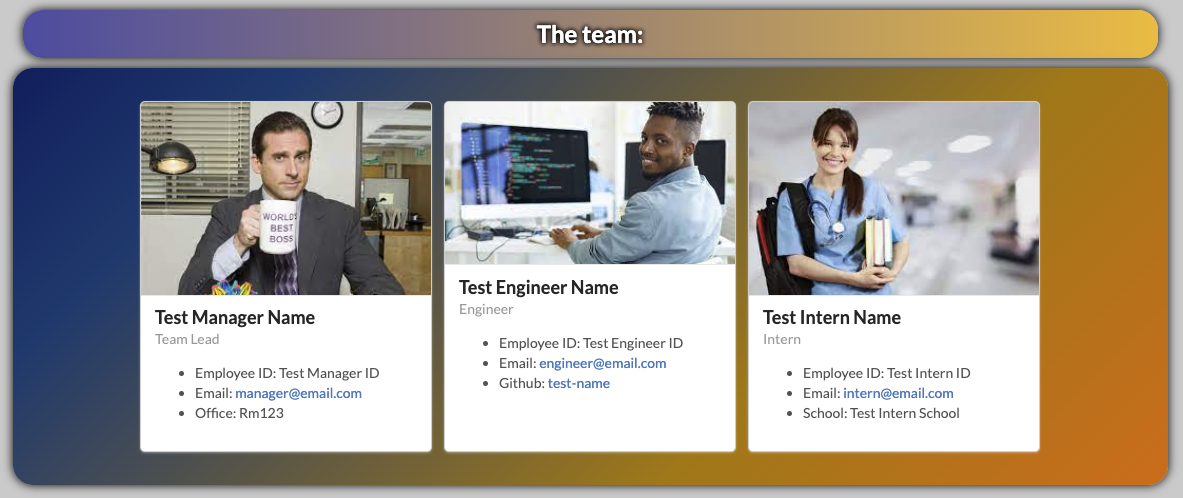 The team:
WORLD'S
BEST
BOSS
Test Manager Name
Team Lead
Employee ID: Test Manager ID
Email: manager@email.com
Office: Rm123
Test Engineer Name
Engineer
Employee ID: Test Engineer ID
Email: engineer@email.com
Github: test-name
Test Intern Name
Intern
Employee ID: Test Intern ID
Email: intern@email.com
School: Test Intern School